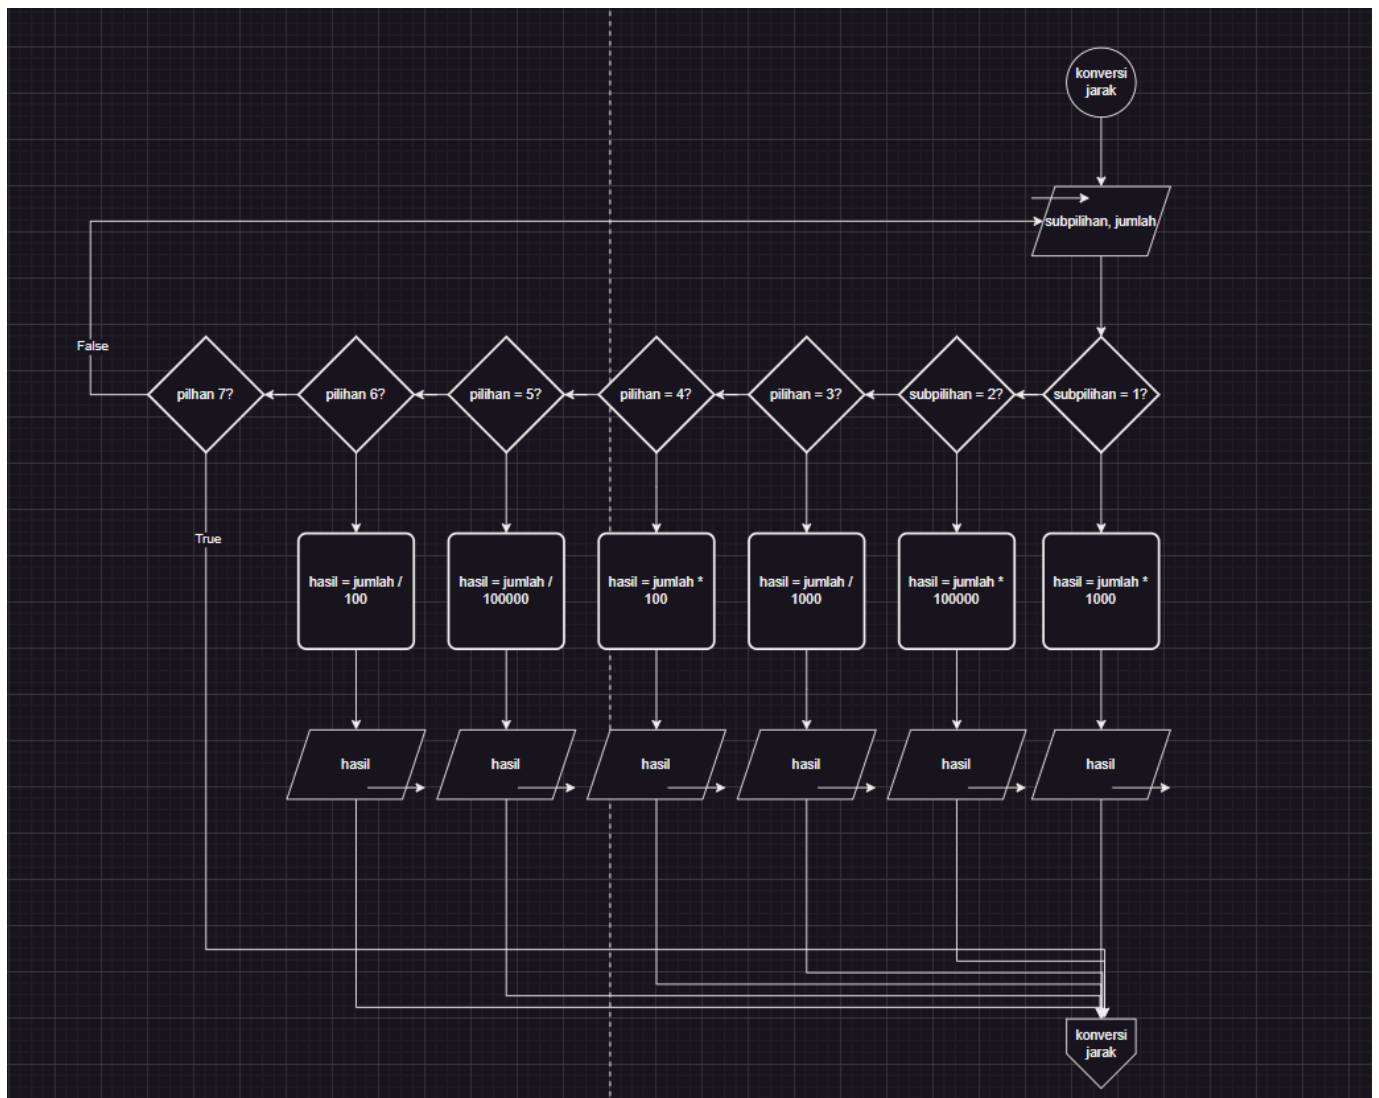 konversi
jarak
subpilihan, jumlah
False
pilhan 7?
pilihan 6?
pilihan = 5?
pilihan = 4?
pilihan = 3?
subpilihan = 2?
subpilihan = 1?
True
hasil = jumlah /
100
hasil = jumlah /
100000
hasil = jumlah *
100
hasil = jumlah /
1000
hasil = jumlah *
100000
hasil = jumlah *
1000
hasil
hasil
hasil
hasil
hasil
hasil
konversi
jarak